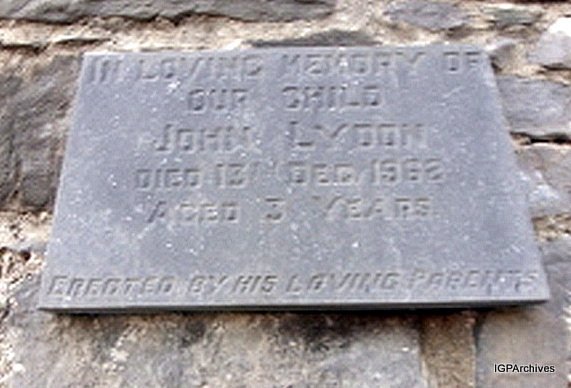 IN LOVING MEMORY OF
OUR CHILD
JOHN LYDON
DIED 13TH DEC. 1962
AGED 3 YEARS.
ERECTED BY HIS LOVING PARENTS
IGPArchives